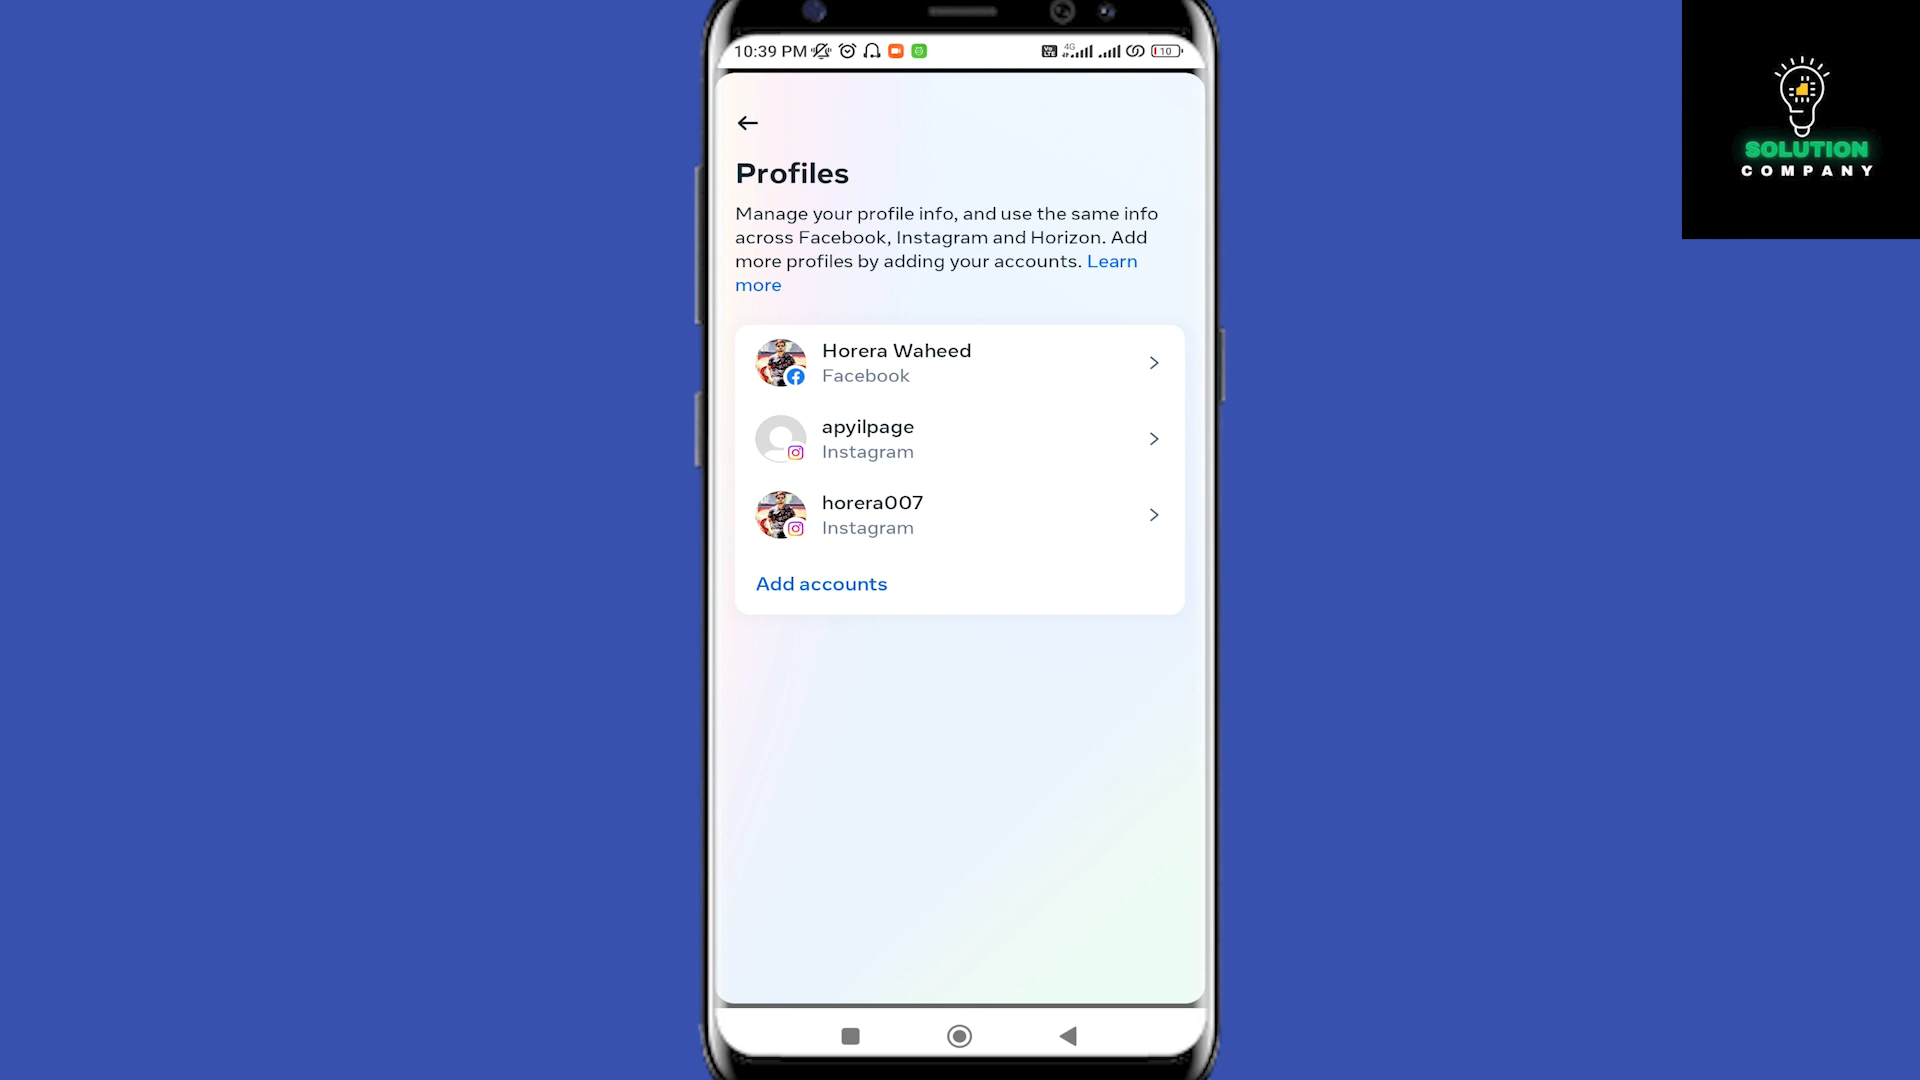 10:39 PM
4G
10
SOLUTION
COMPANY
Profiles
Manage your profile info, and use the same info
across Facebook, Instagram and Horizon. Add
more profiles by adding your accounts. Learn
more
Horera Waheed
Facebook
apyilpage
Instagram
horera007
Instagram
Add accounts